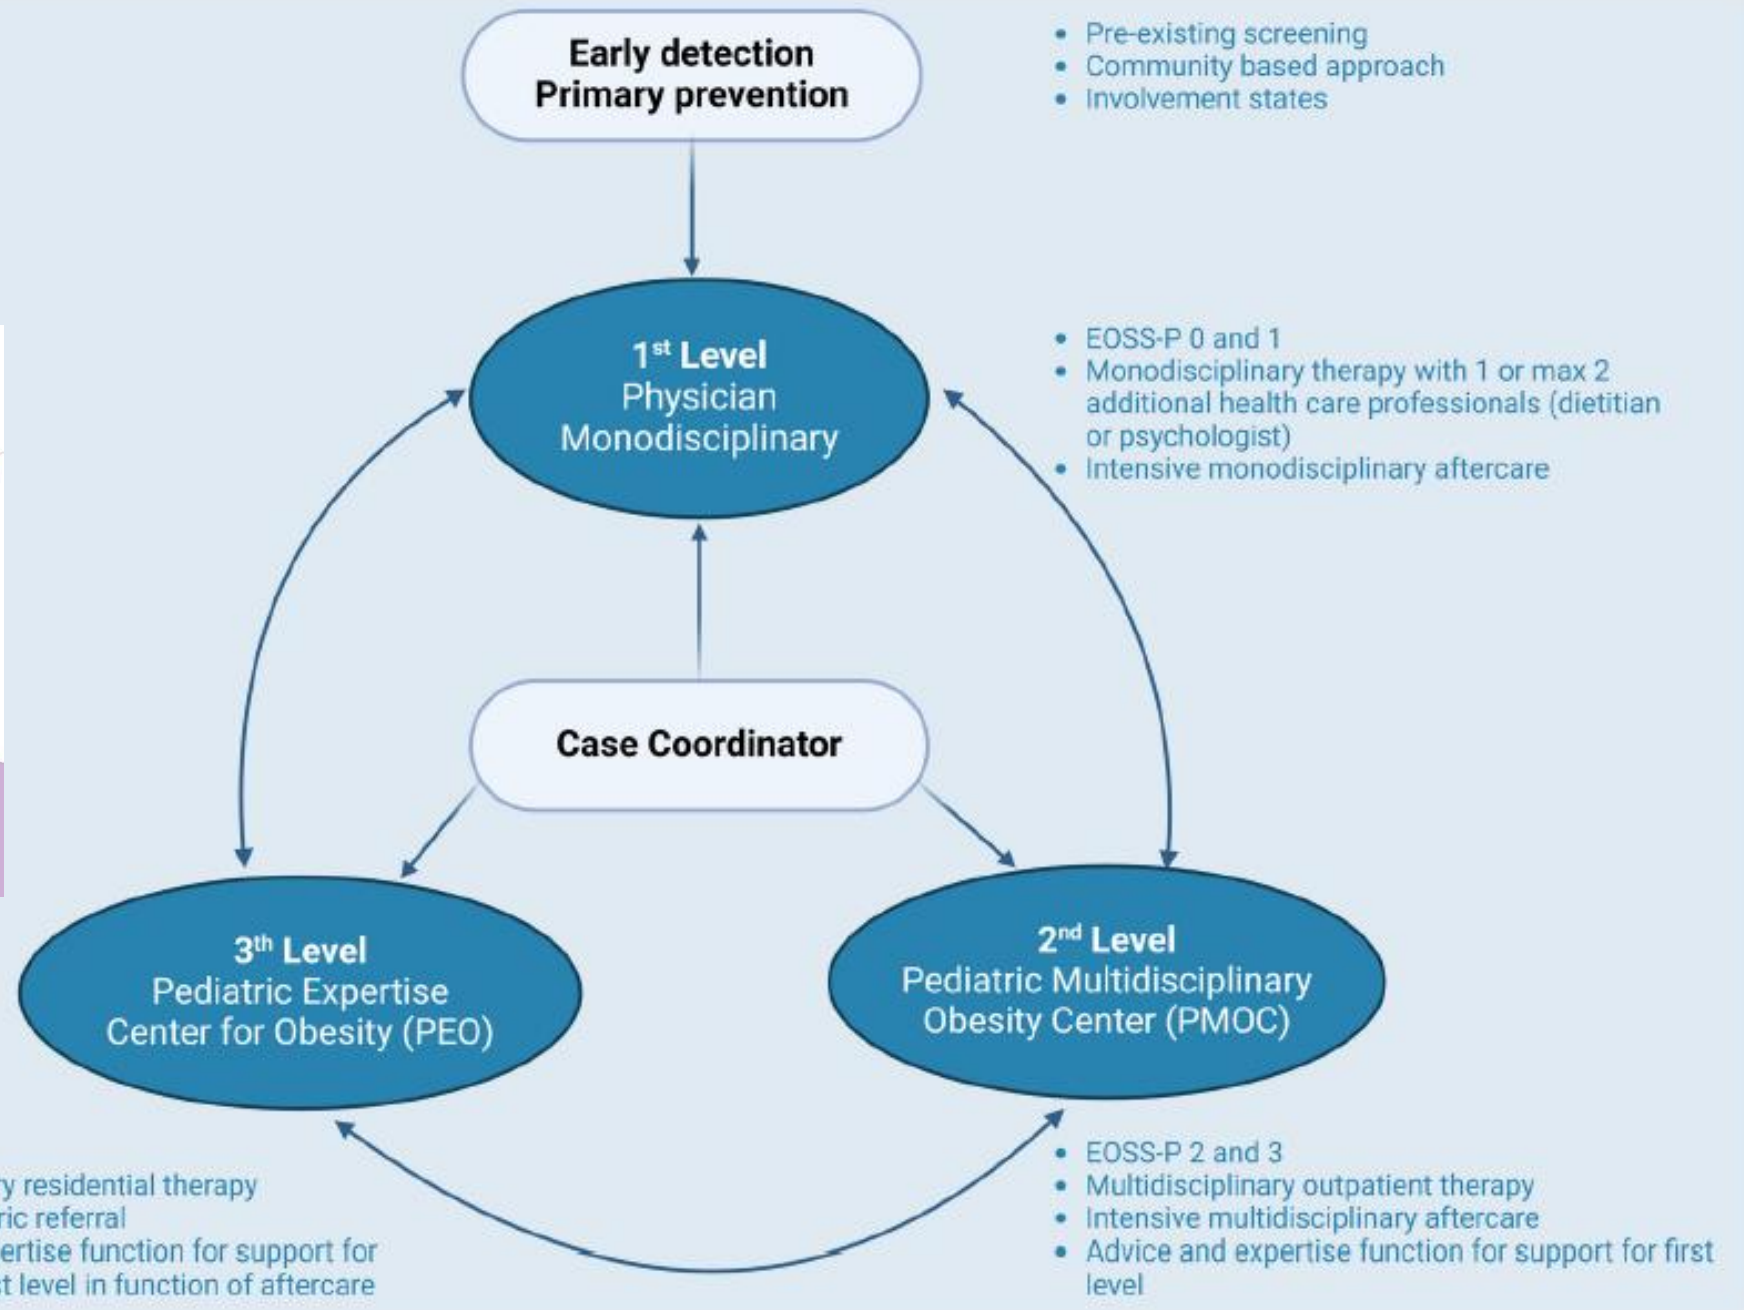 Early detection
Primary prevention
• Pre-existing screening
• Community based approach
• Involvement states
1st Level
Physician
Monodisciplinary
• EOSS-P 0 and 1
• Monodisciplinary therapy with 1 or max 2
additional health care professionals (dietitian
or psychologist)
• Intensive monodisciplinary aftercare
Case Coordinator
3th Level
Pediatric Expertise
Center for Obesity (PEO)
2nd Level
Pediatric Multidisciplinary
Obesity Center (PMOC)
residential therapy
referral
function for support for
level in function of aftercare
• EOSS-P 2 and 3
• Multidisciplinary outpatient therapy
• Intensive multidisciplinary aftercare
• Advice and expertise function for support for first
level